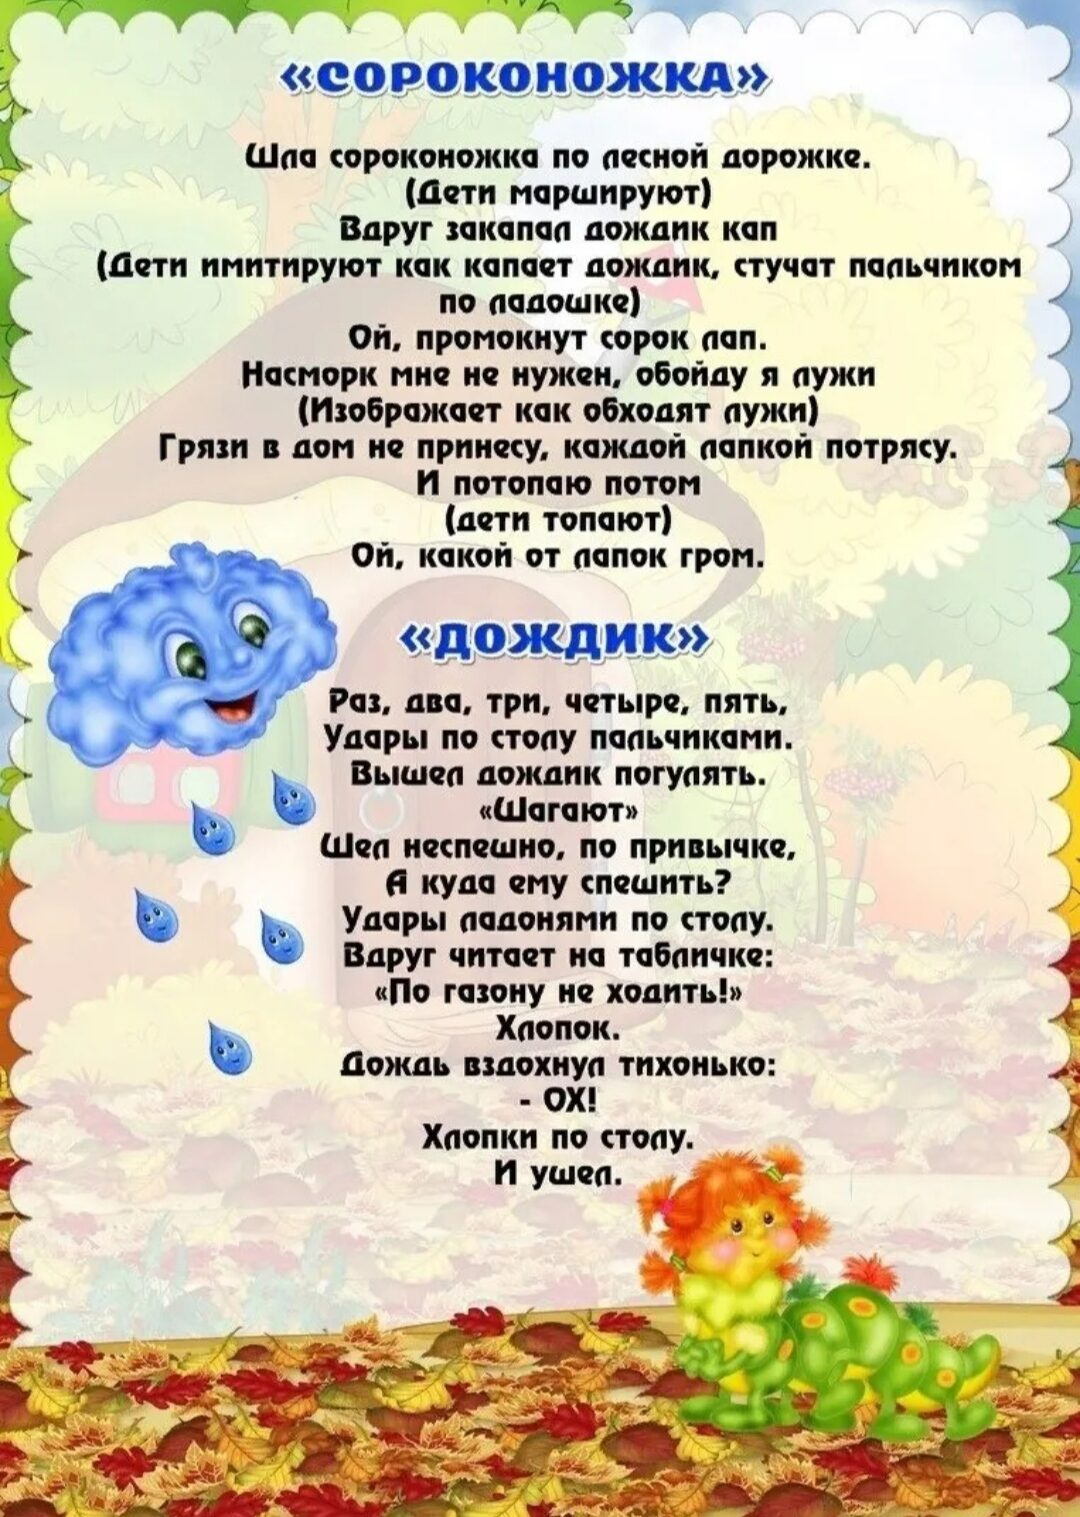 «СОРОКОНОЖКА»
Шла сороконожка по лесной дорожке.
(Дети маршируют)
Вдруг закапал дождик кап
(Дети имитируют как капает дождик, стучат пальчиком
по ладошке)
Ой, промокнут сорок лап.
Насморк мне не нужен, обойду я лужи
(Изображает как обходят лужи)
Грязи в дом не принесу, каждой лапкой потрясу.
И потопаю потом
(дети топают)
Ой, какой от лапок гром.
«ДОЖДИК»
Раз, два, три, четыре, пять,
Удары по столу пальчиками.
Вышел дождик погулять.
«Шагают»
Шел неспешно, по привычке,
А куда ему спешить?
Удары ладонями по столу.
Вдруг читает на табличке:
«По газону не ходить!»
Хлопок.
Дождь вздохнул тихонько:
- ОХ!
Хлопки по столу.
И ушел.